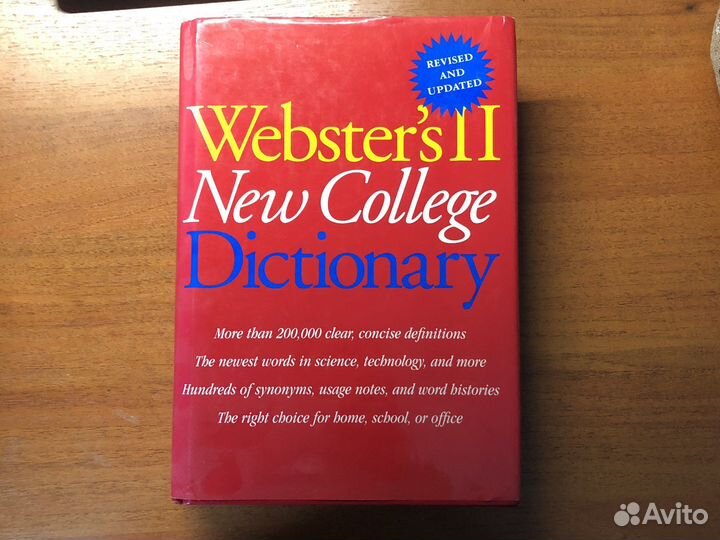 REVISED
AND
UPDATED
Webster's II
New College
Dictionary
More than 200,000 clear, concise definitions
The newest words in science, technology, and more
Hundreds of synonyms, usage notes, and word histories
The right choice for home, school, or office
Avito